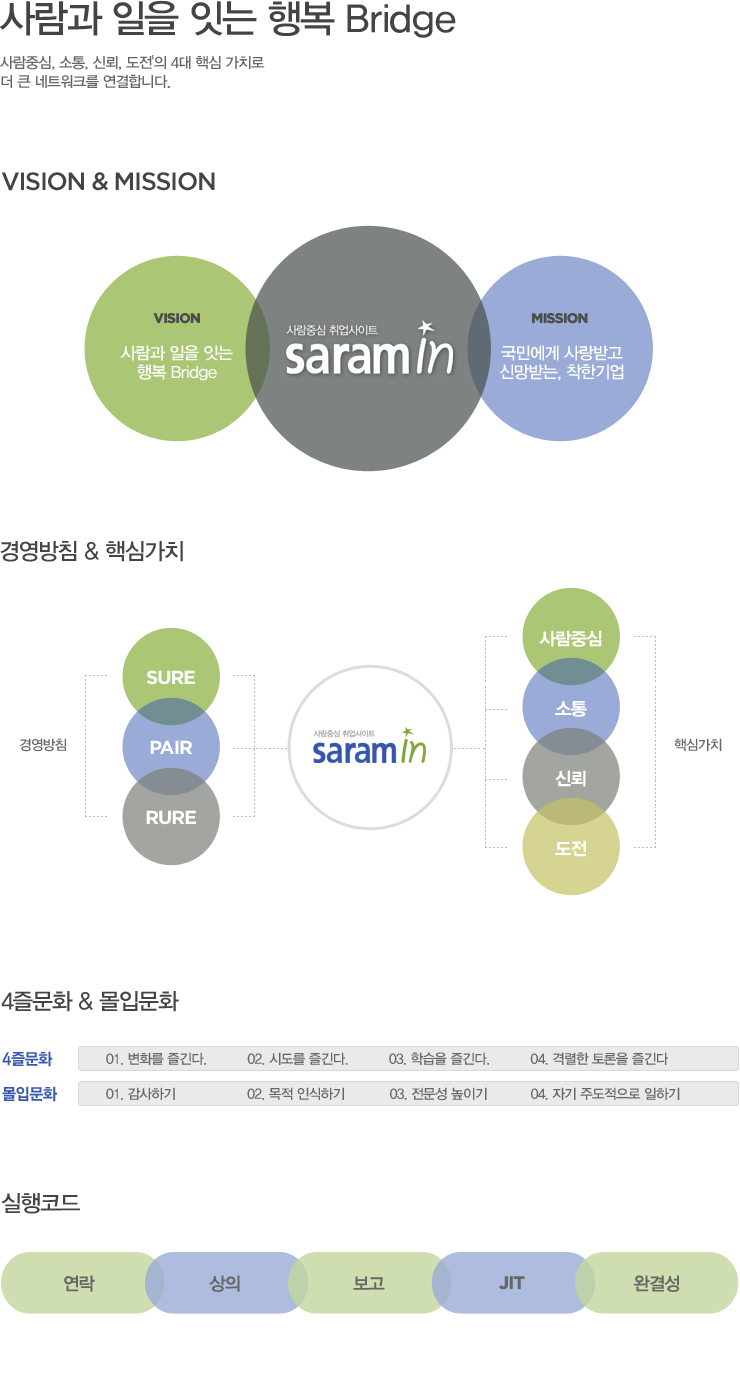 사람과 일을 잇는 행복 Bridge
사람중심, 소통, 신뢰, 도전'의 4대 핵심 가치로
더 큰 네트워크를 연결합니다.
VISION & MISSION
VISION
사람과 일을 잇는
행복 Bridge
사람중심 취업사이트
saramin
MISSION
국민에게 사랑받고
신망받는, 착한기업
경영방침 & 핵심가치
경영방침
SURE
PAIR
RURE
사람중심 취업사이트
saramin
사람중심
소통
신뢰
도전
핵심가치
4즐문화 & 몰입문화
4즐문화 01. 변화를 즐긴다. 02. 시도를 즐긴다. 03. 학습을 즐긴다. 04. 격렬한 토론을 즐긴다
몰입문화 01. 감사하기 02. 목적 인식하기 03. 전문성 높이기 04. 자기 주도적으로 일하기
실행코드
연락 상의 보고 JIT 완결성